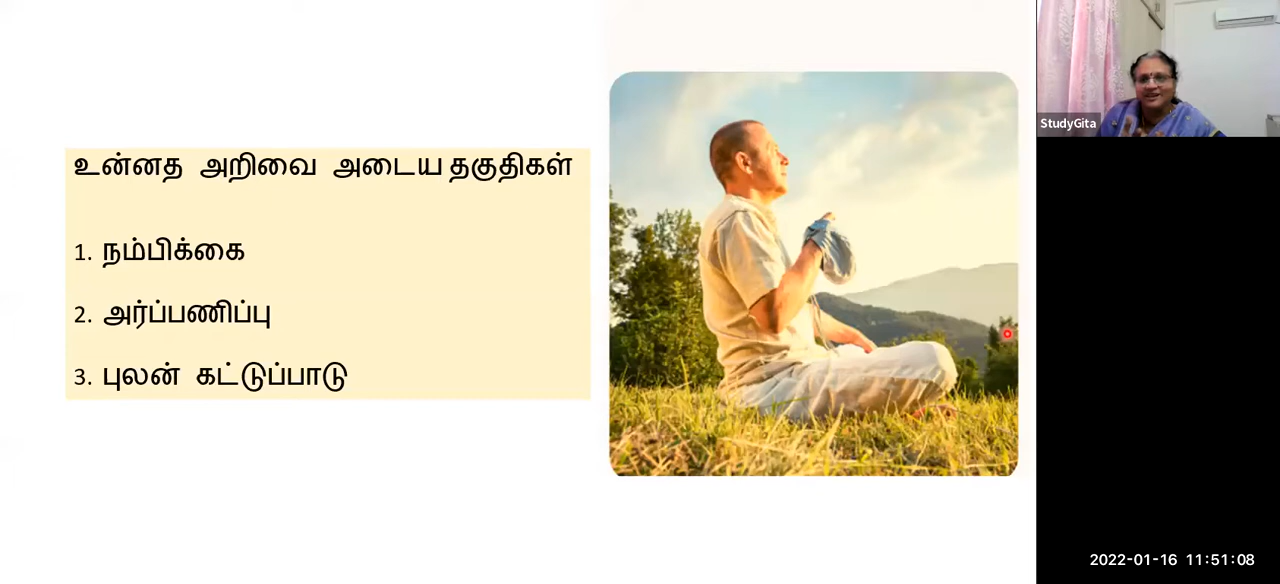 உன்னத அறிவை அடைய தகுதிகள்
1. நம்பிக்கை
2. அர்ப்பணிப்பு
3. புலன் கட்டுப்பாடு
StudyGita
2022-01-16 11:51:08